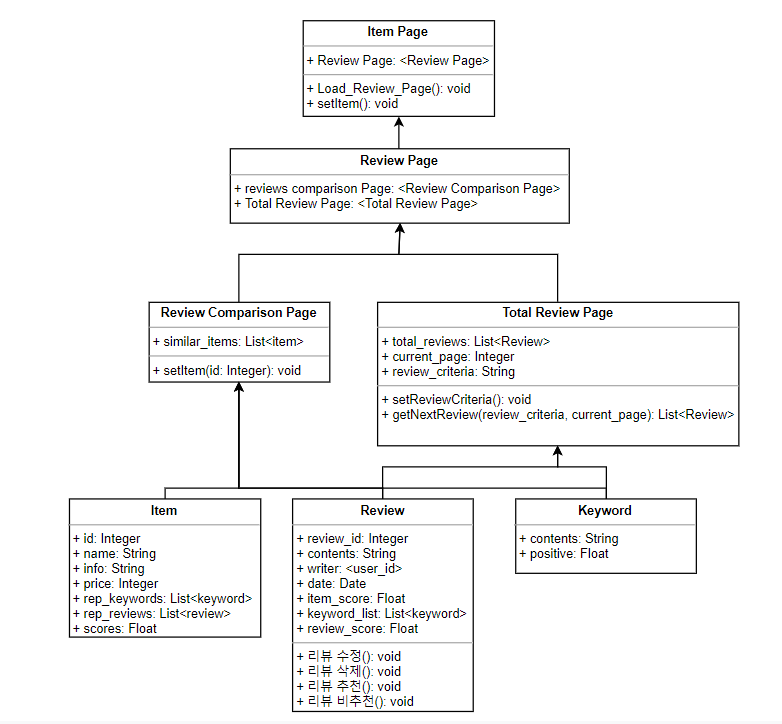 Item Page
+ Review Page: <Review Page>
+ Load_Review_Page(): void
+ setItem(): void
Review Page
+ reviews comparison Page: <Review Comparison Page>
+ Total Review Page: <Total Review Page>
Review Comparison Page
+ similar_items: List<item>
+ setItem(id: Integer): void
Total Review Page
+ total_reviews: List<Review>
+ current_page: Integer
+ review_criteria: String
+ setReviewCriteria(): void
+ getNextReview(review_criteria, current_page): List<Review>
Item
+ id: Integer
+ name: String
+ info: String
+ price: Integer
+ rep_keywords: List<keyword>
+ rep_reviews: List<review>
+ scores: Float
Review
+ review_id: Integer
+ contents: String
+ writer: <user_id>
+ date: Date
+ item_score: Float
+ keyword_list: List<keyword>
+ review_score: Float
+ 리뷰 수정(): void
+ 리뷰 삭제(): void
+ 리뷰 추천(): void
+ 리뷰 비추천(): void
Keyword
+ contents: String
+ positive: Float